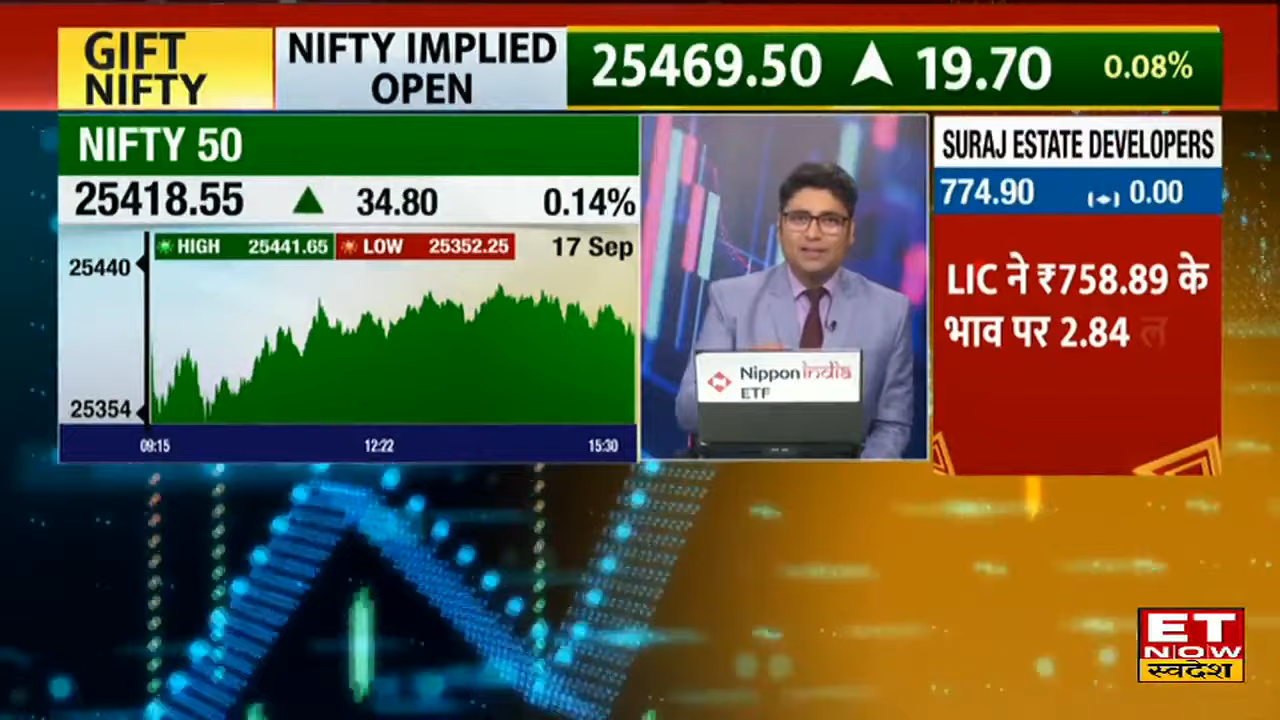 GIFT
NIFTY
NIFTY IMPLIED
OPEN
25469.50 19.70 0.08%
NIFTY 50
25418.55 34.80 0.14%
HIGH 25441.65 LOW 25352.25 17 Sep
25440
25354
09:15 12:22 15:30
Nippon india
ETF
SURAJ ESTATE DEVELOPERS
774.90 0.00
LIC ने ₹758.89 के
भाव पर 2.84 ल
ET
NOW
स्वदेश